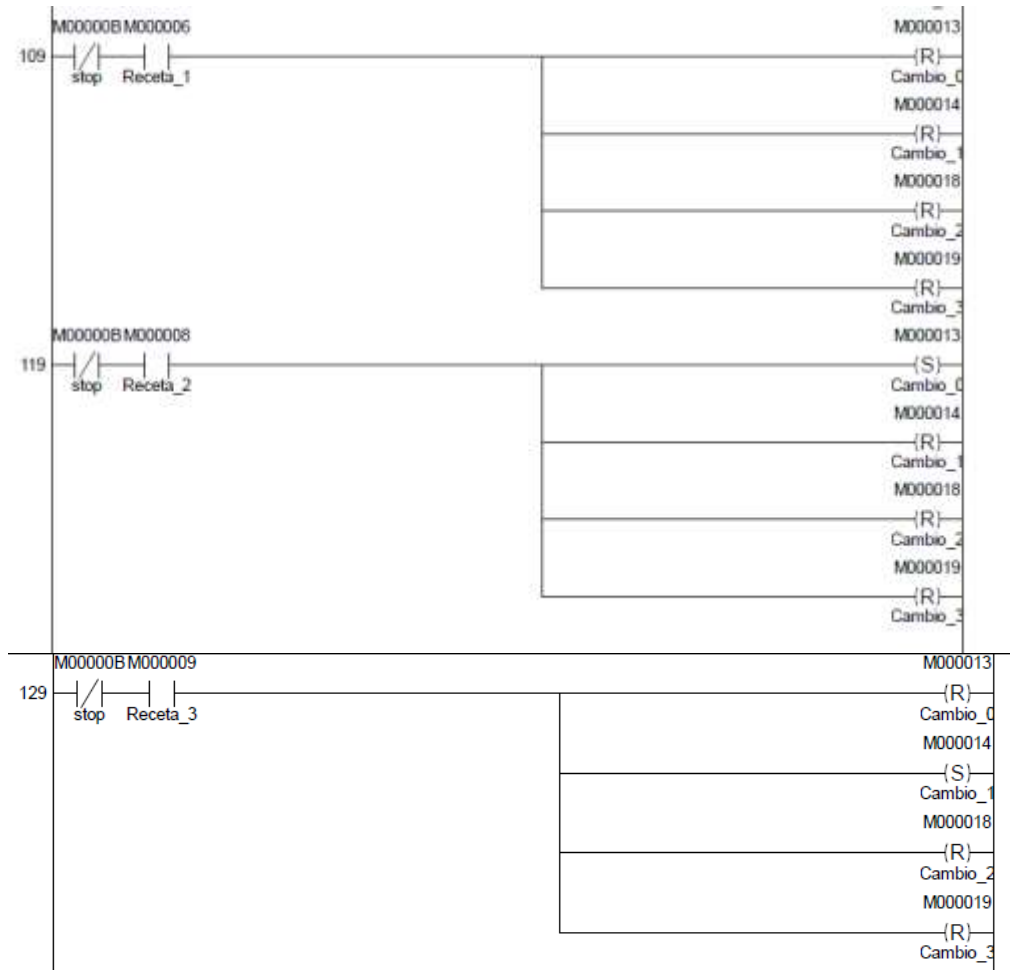 M00000B M000006 M000013
109 (R)
stop Receta_1 Cambio_0
M000014
(R)
Cambio_1
M000018
(R)
Cambio_2
M000019
(R)
Cambio_3
M00000B M000008 M000013
119 (S)
stop Receta_2 Cambio_0
M000014
(R)
Cambio_1
M000018
(R)
Cambio_2
M000019
(R)
Cambio_3
M00000B M000009 M000013
129 (R)
stop Receta_3 Cambio_0
M000014
(S)
Cambio_1
M000018
(R)
Cambio_2
M000019
(R)
Cambio_3